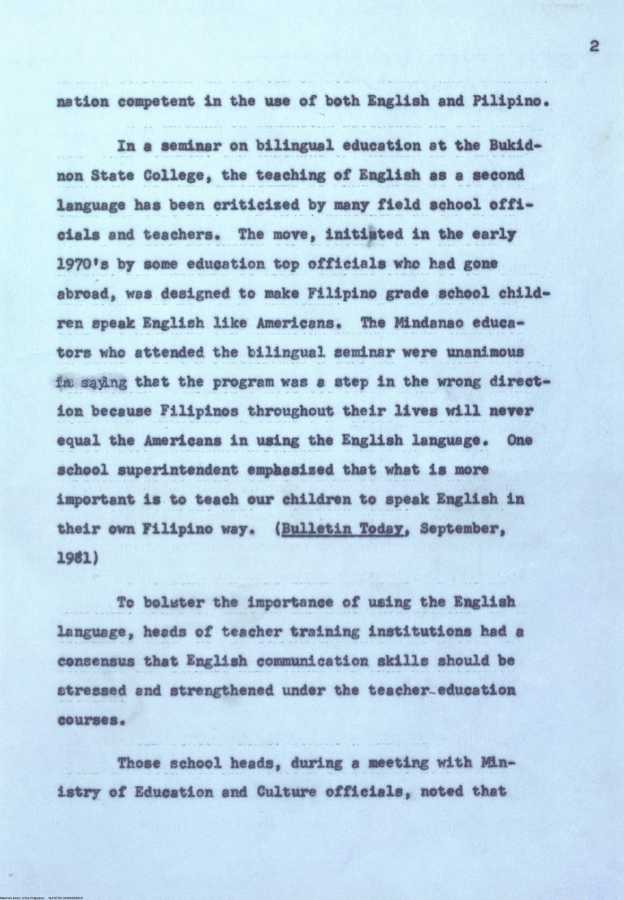 2
nation competent in the use of both English and Pilipino.
In a seminar on bilingual education at the Bukid-
non State College, the teaching of English as a second
language has been criticized by many field school offi-
cials and teachers. The move, initiated in the early
1970's by some education top officials who had gone
abroad, was designed to make Filipino grade school child-
ren speak English like Americans. The Mindanao educa-
tors who attended the bilingual seminar were unanimous
in saying that the program was a step in the wrong direct-
ion because Filipinos throughout their lives will never
equal the Americans in using the English language. One
school superintendent emphasized that what is more
important is to teach our children to speak English in
their own Filipino way. (Bulletin Today, September,
1981)
To bolster the importance of using the English
language, heads of teacher training institutions had a
consensus that English communication skills should be
stressed and strengthened under the teacher-education
courses.
Those school heads, during a meeting with Min-
istry of Education and Culture officials, noted that